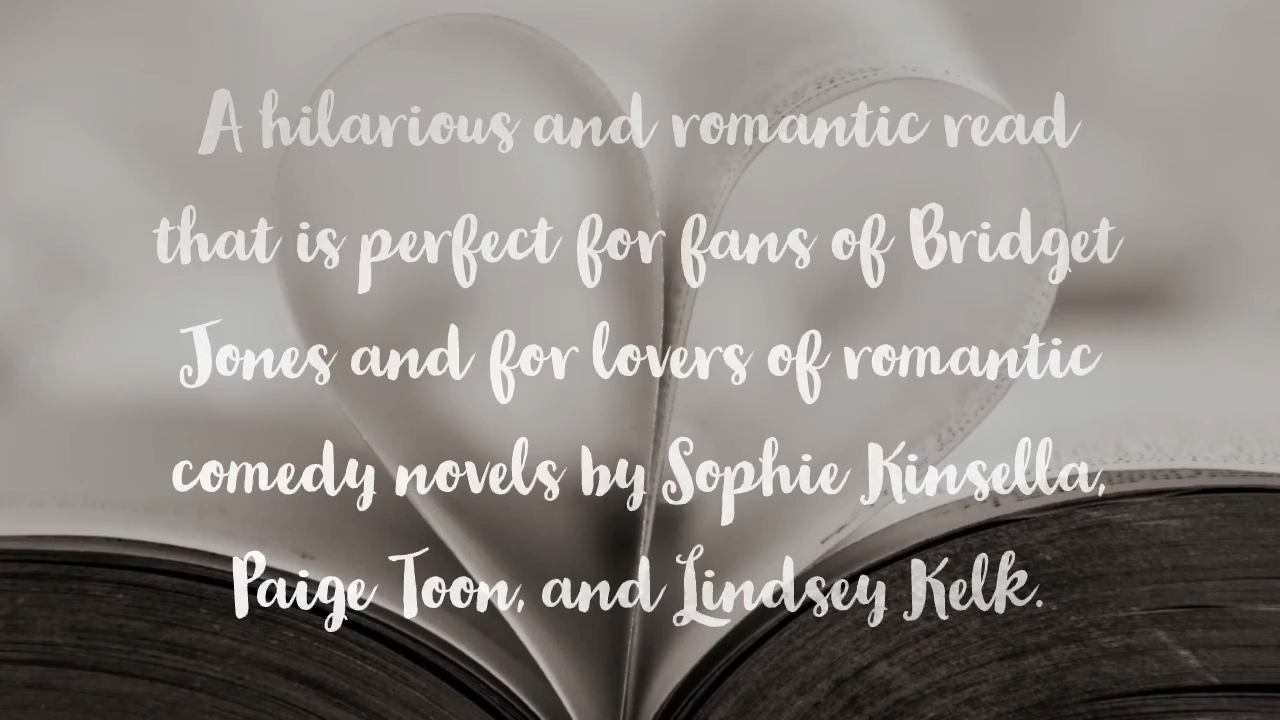 A hilarious and romantic read
that is perfect for fans of Bridget
Jones and for lovers of romantic
comedy novels by Sophie Kinsella,
Paige Toon, and Lindsey Kelk.